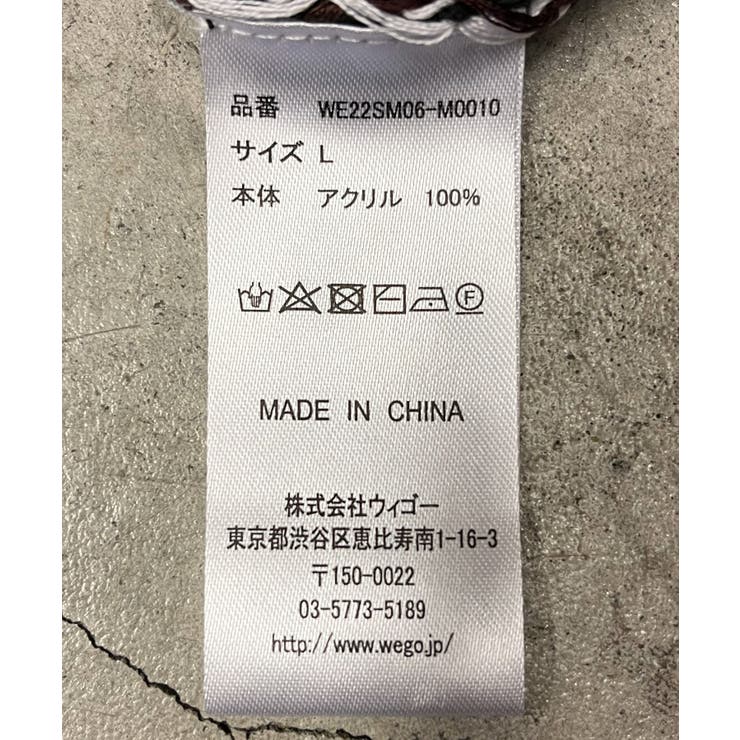 品番 WE22SM06-M0010
サイズ L
本体 アクリル 100%
F
MADE IN CHINA
株式会社ウィゴー
東京都渋谷区恵比寿南1-16-3
〒150-0022
03-5773-5189
http://www.wego.jp/